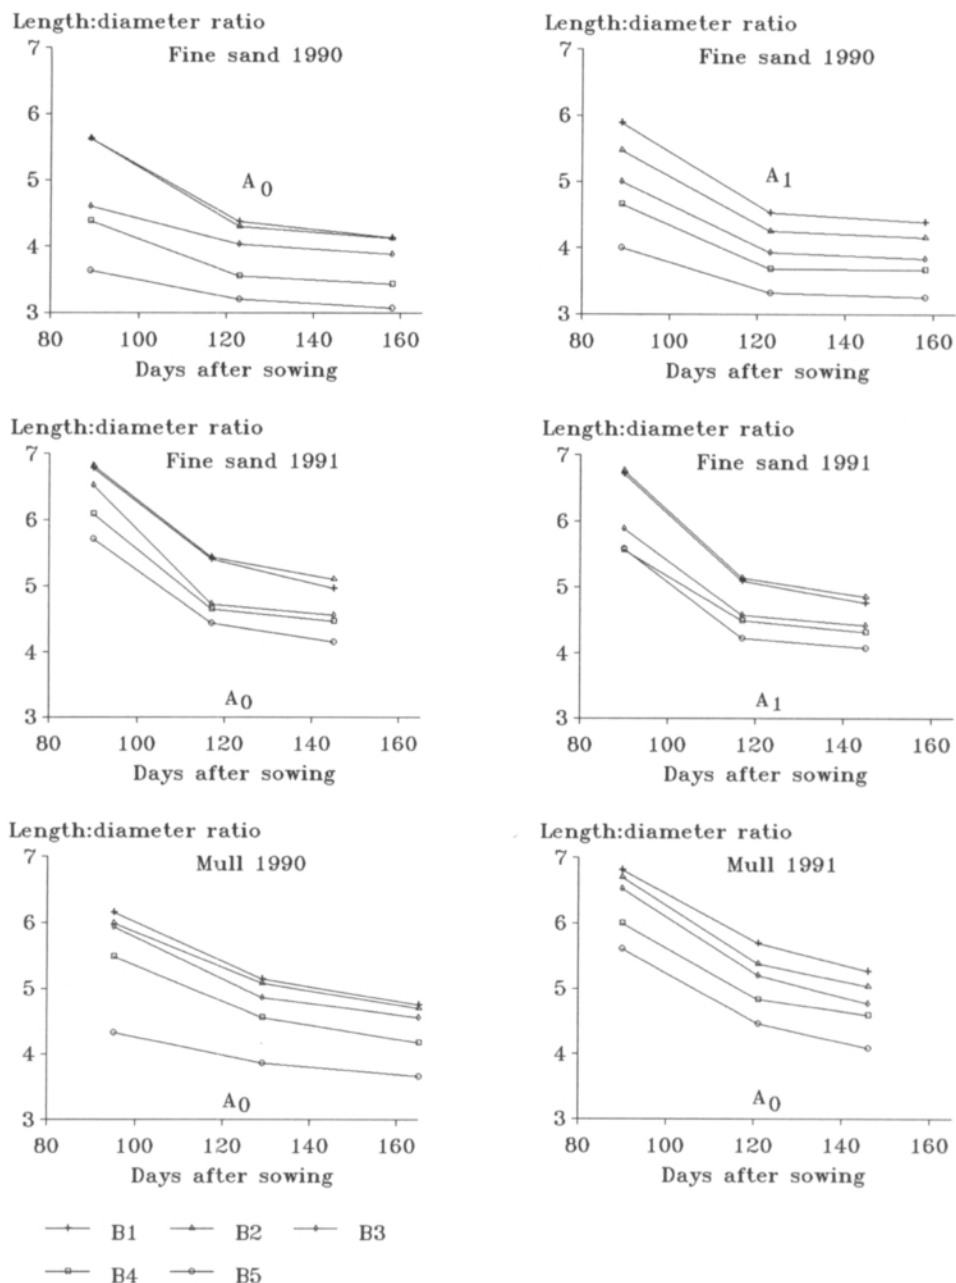 Length:diameter ratio
Fine sand 1990
7
6
5
4
3
A0
80 100 120 140 160
Days after sowing
Length:diameter ratio
Fine sand 1990
7
6
5
4
3
A1
80 100 120 140 160
Days after sowing
Length:diameter ratio
Fine sand 1991
7
6
5
4
3
A0
80 100 120 140 160
Days after sowing
Length:diameter ratio
Fine sand 1991
7
6
5
4
3
A1
80 100 120 140 160
Days after sowing
Length:diameter ratio
Mull 1990
7
6
5
4
3
A0
80 100 120 140 160
Days after sowing
Length:diameter ratio
Mull 1991
7
6
5
4
3
A0
80 100 120 140 160
Days after sowing
B1 B2 B3
B4 B5